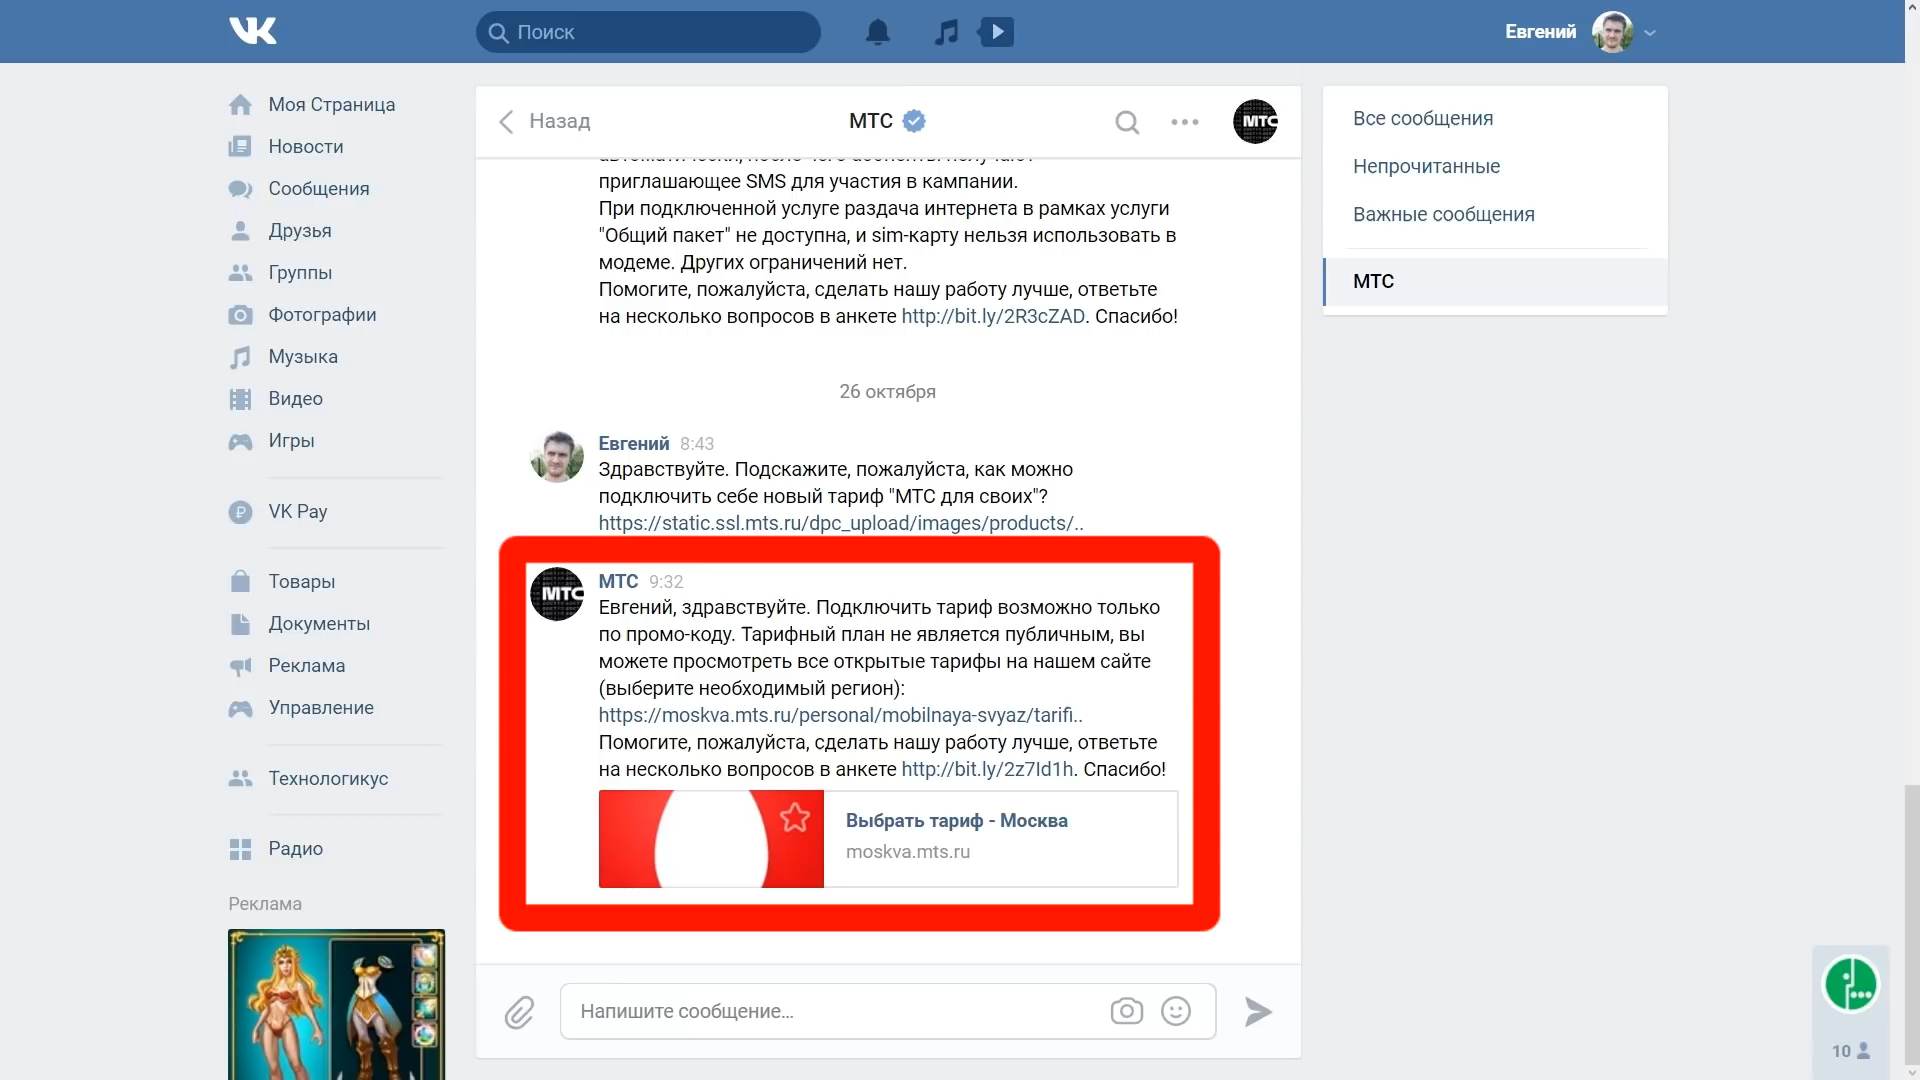 Поиск
Евгений
Моя Страница
Новости
Сообщения
Друзья
Группы
Фотографии
Музыка
Видео
Игры
VK Pay
Товары
Документы
Реклама
Управление
Технологикус
Радио
Реклама
Назад
МТС
МТС
приглашающее SMS для участия в кампании.
При подключенной услуге раздача интернета в рамках услуги
"Общий пакет" не доступна, и sim-карту нельзя использовать в
модеме. Других ограничений нет.
Помогите, пожалуйста, сделать нашу работу лучше, ответьте
на несколько вопросов в анкете http://bit.ly/2R3cZAD. Спасибо!
26 октября
Евгений 8:43
Здравствуйте. Подскажите, пожалуйста, как можно
подключить себе новый тариф "МТС для своих"?
https://static.ssl.mts.ru/dpc_upload/images/products/..
МТС
МТС 9:32
Евгений, здравствуйте. Подключить тариф возможно только
по промо-коду. Тарифный план не является публичным, вы
можете просмотреть все открытые тарифы на нашем сайте
(выберите необходимый регион):
https://moskva.mts.ru/personal/mobilnaya-svyaz/tarifi..
Помогите, пожалуйста, сделать нашу работу лучше, ответьте
на несколько вопросов в анкете http://bit.ly/2z7Id1h. Спасибо!
Выбрать тариф - Москва
moskva.mts.ru
Напишите сообщение...
Все сообщения
Непрочитанные
Важные сообщения
МТС
10